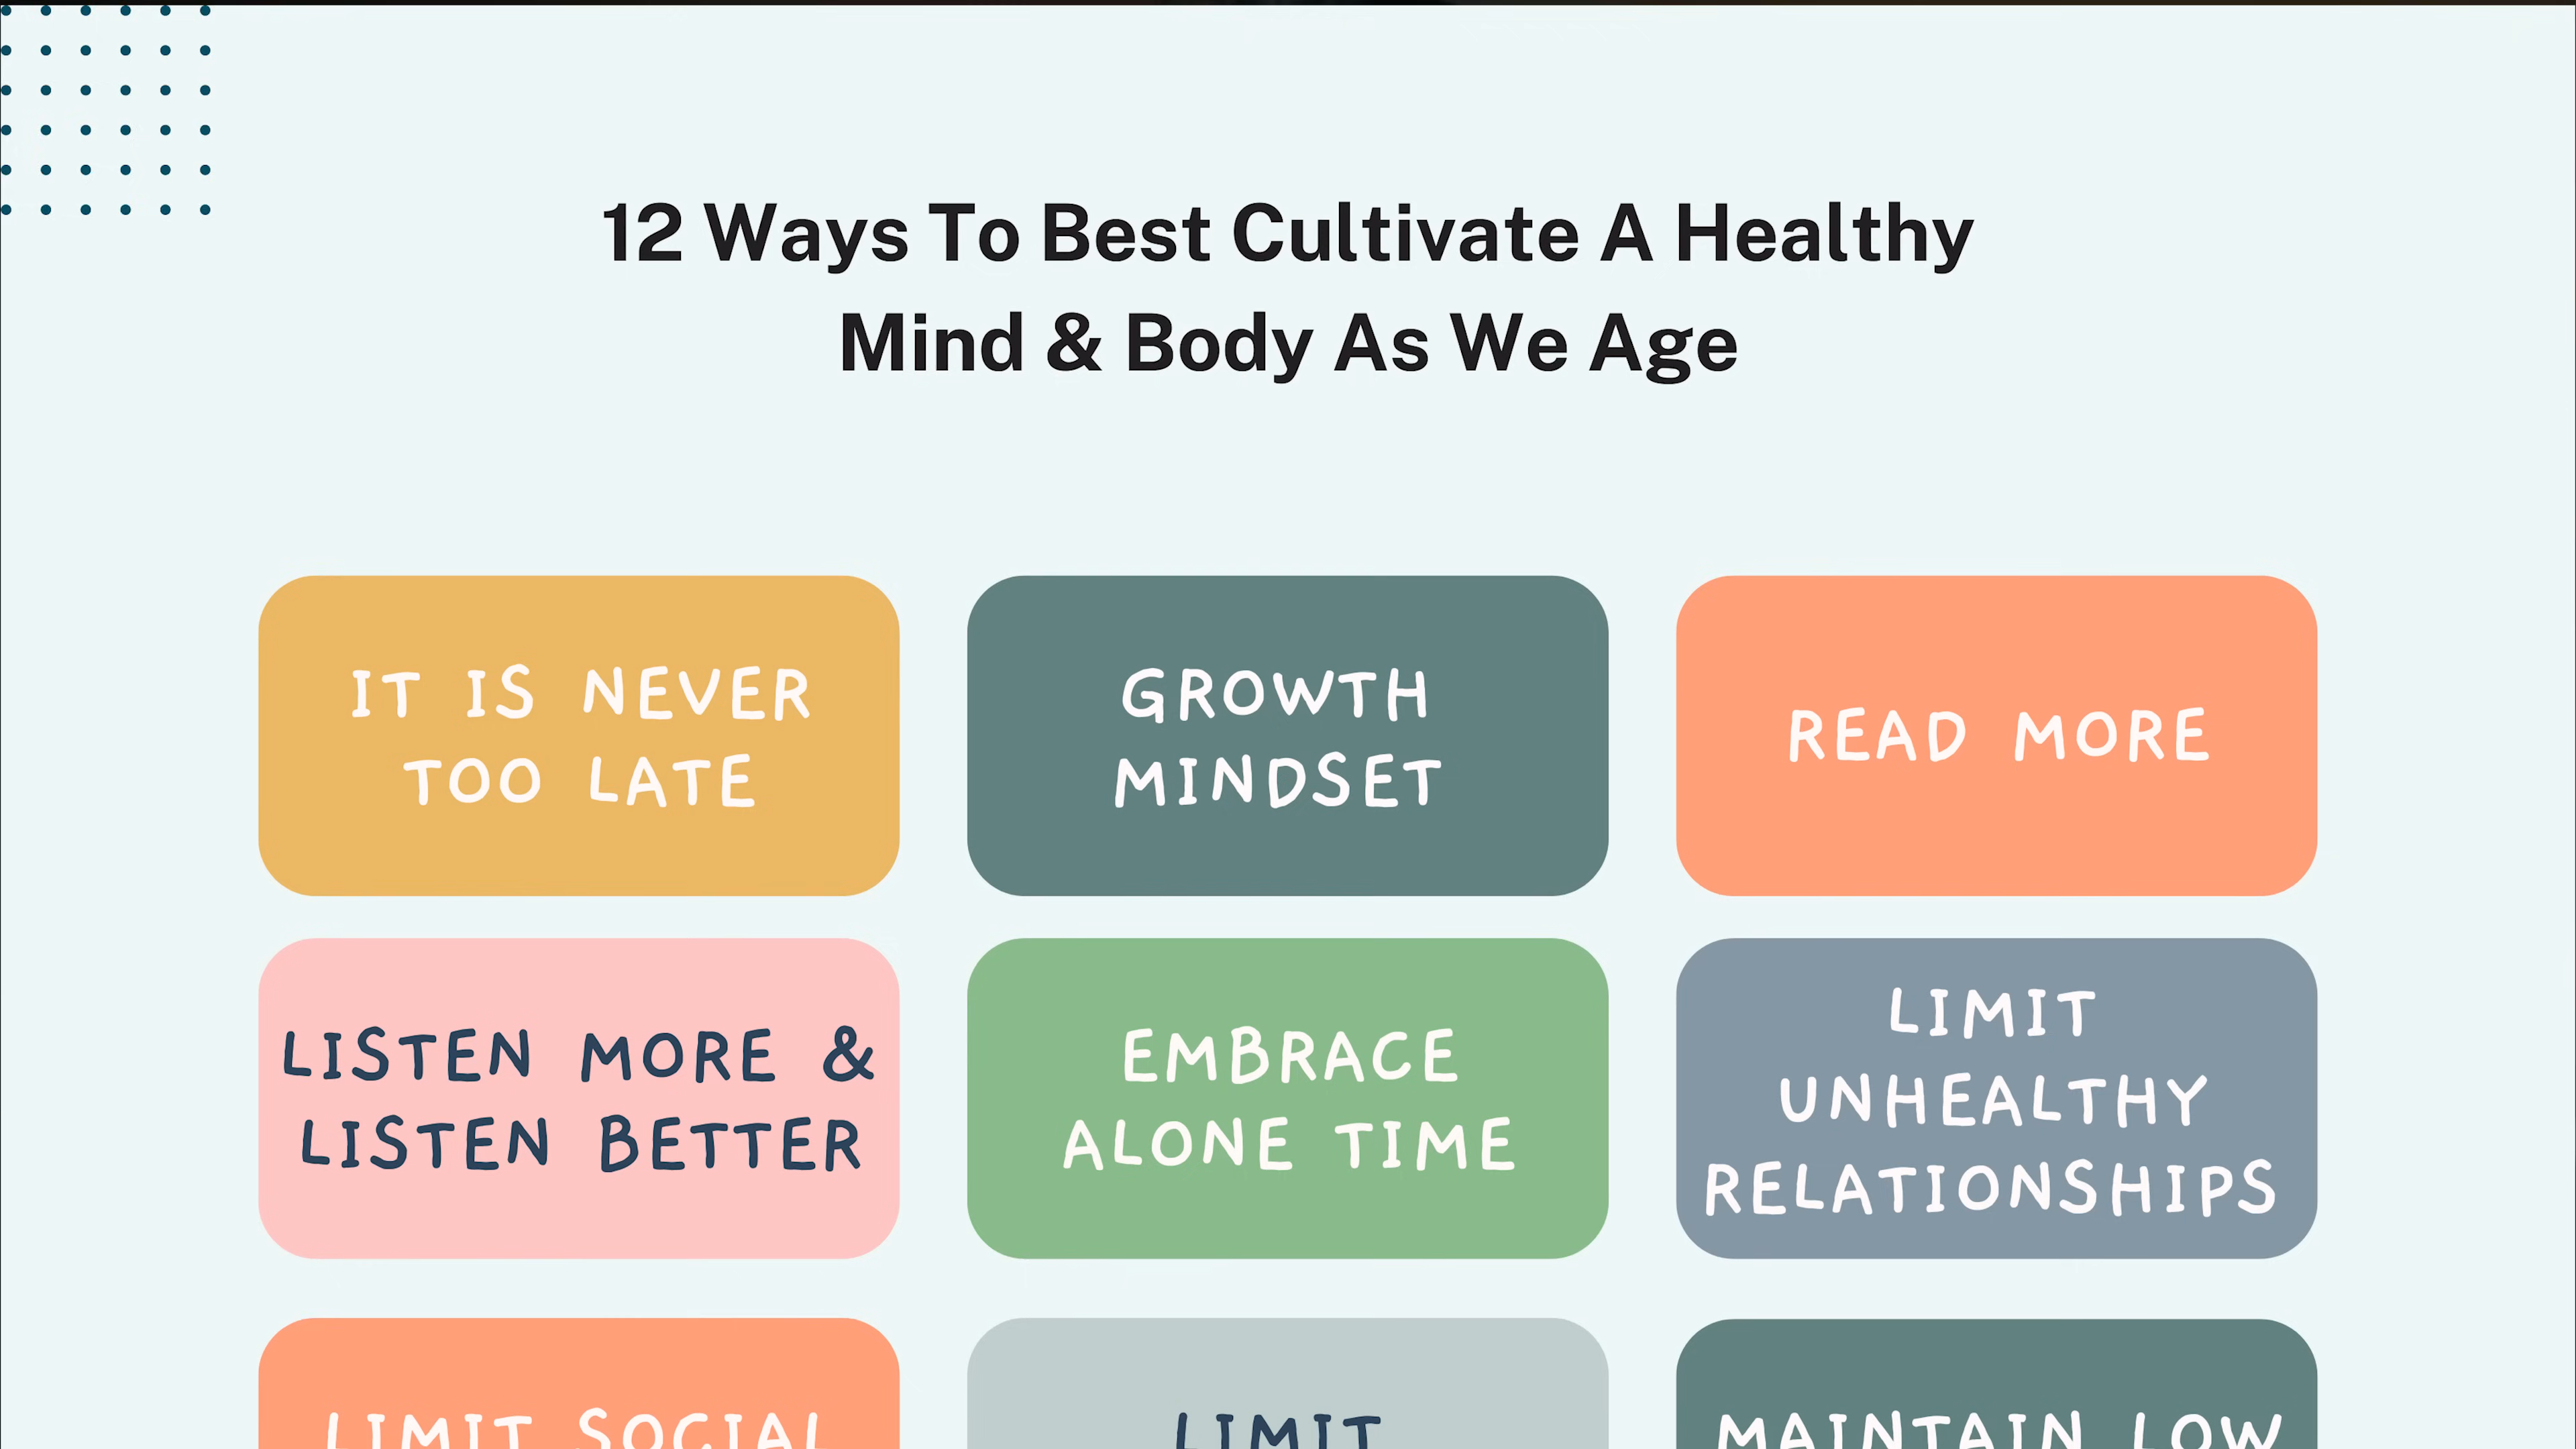 12 Ways To Best Cultivate A Healthy
Mind & Body As We Age
IT IS NEVER
TOO LATE
GROWTH
MINDSET
READ MORE
LISTEN MORE &
LISTEN BETTER
EMBRACE
ALONE TIME
LIMIT
UNHEALTHY
RELATIONSHIPS
LIMIT SOCIAL
LIMIT
MAINTAIN LOW